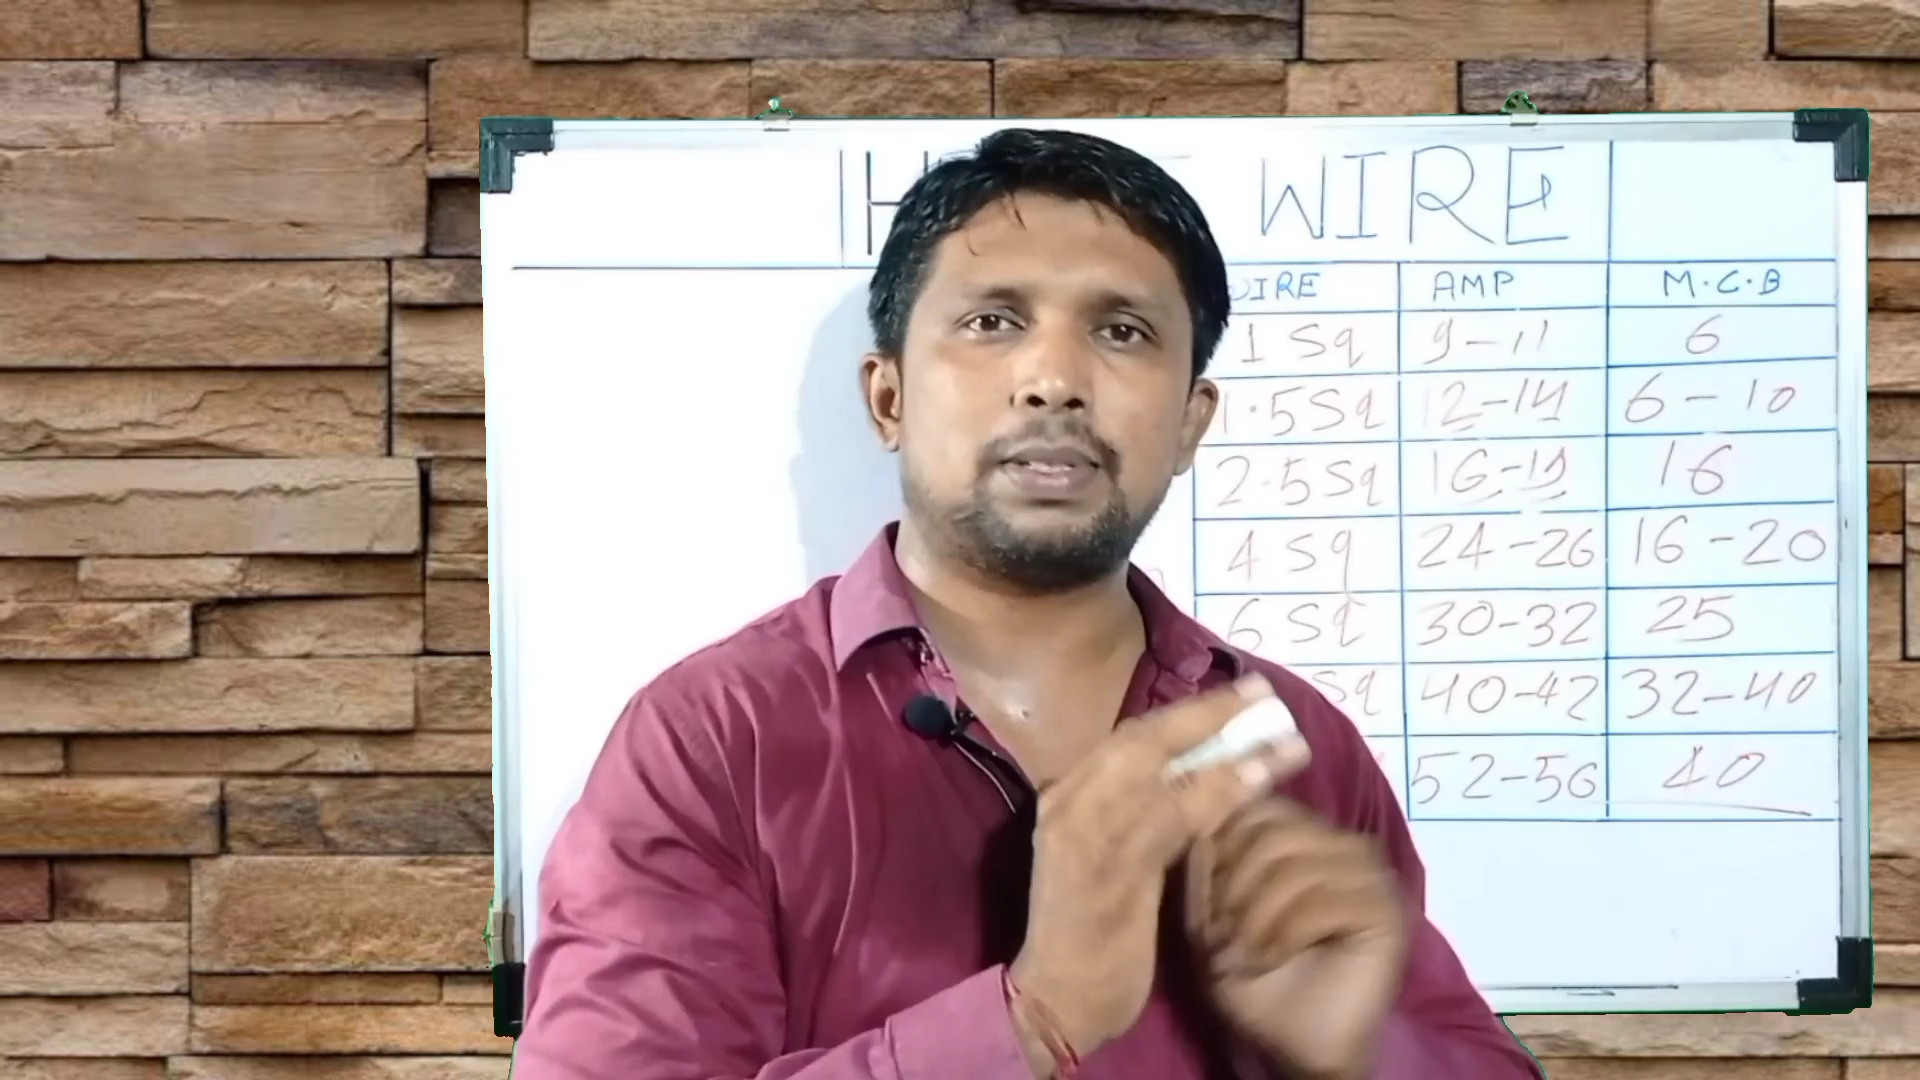 WIRE
WIRE AMP M.C.B
1 Sq 9-11 6
1.5 Sq 12-14 6-10
2.5 Sq 16-19 16
4 Sq 24-26 16-20
6 Sq 30-32 25
Sq 40-42 32-40
52-56 40